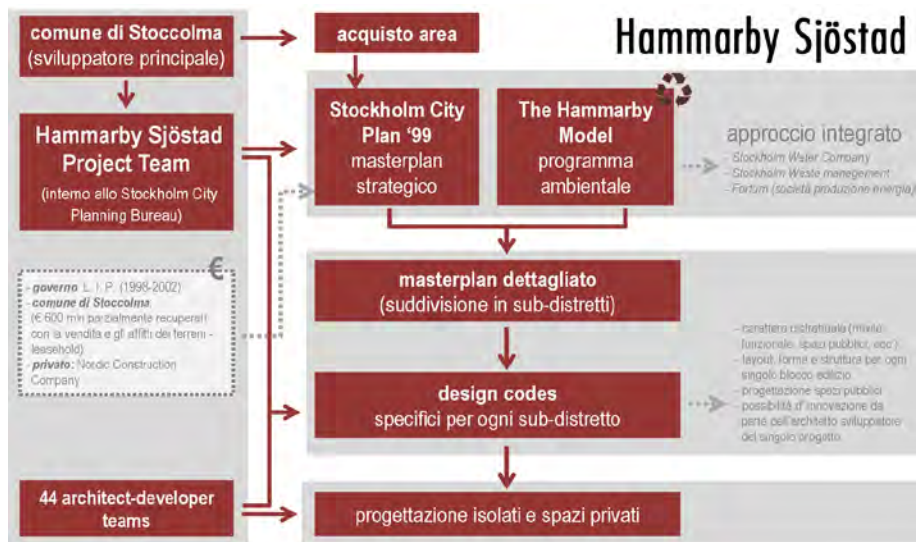 Hammarby Sjöstad
comune di Stoccolma
(sviluppatore principale)
acquisto area
Hammarby Sjöstad
Project Team
(interno allo Stockholm City
Planning Bureau)
Stockholm City
Plan '99
masterplan
strategico
The Hammarby
Model
programma
ambientale
approccio integrato
- Stockholm Water Company
- Stockholm Waste management
- Fortum (società produzione energia)
€
- governo: L. I. P. (1998-2002)
- comune di Stoccolma:
(€ 600 mln parzialmente recuperati
con la vendita e gli affitti dei terreni -
leasehold)
- privato: Nordic Construction
Company
masterplan dettagliato
(suddivisione in sub-distretti)
design codes
specifici per ogni sub-distretto
- carattere distrettuale (mixité
funzionale, spazi pubblici, ecc.)
- layout, forma e struttura per ogni
singolo blocco edilizio
- progettazione spazi pubblici
- possibilità d'innovazione da
parte dell'architetto sviluppatore
del singolo progetto
44 architect-developer
teams
progettazione isolati e spazi privati